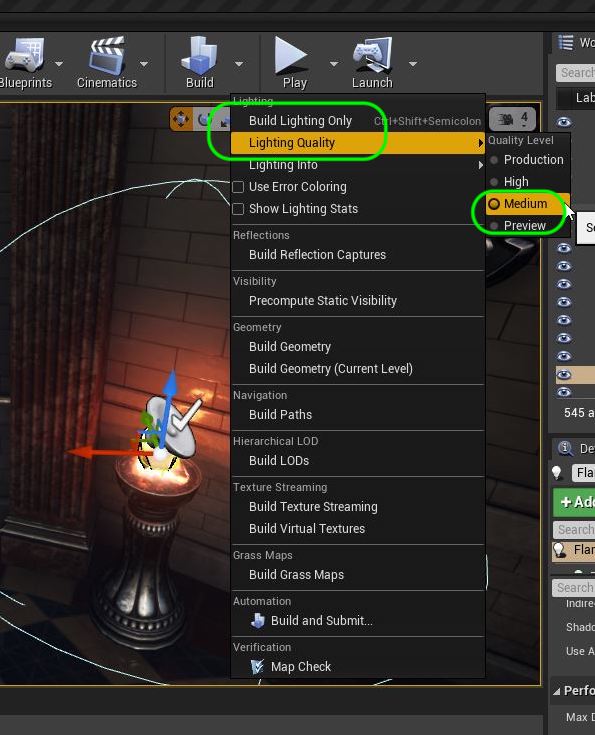 Blueprints
Cinematics
Build
Play
Launch
Lighting
Build Lighting Only Ctrl+Shift+Semicolon
Lighting Quality
Lighting Info
Use Error Coloring
Show Lighting Stats
Reflections
Build Reflection Captures
Visibility
Precompute Static Visibility
Geometry
Build Geometry
Build Geometry (Current Level)
Navigation
Build Paths
Hierarchical LOD
Build LODs
Texture Streaming
Build Texture Streaming
Build Virtual Textures
Grass Maps
Build Grass Maps
Automation
Build and Submit...
Verification
Map Check
4
Quality Level
Production
High
Medium
Preview
Wo
Search
Lab
Se
545 a
De
Flar
+Add
Search
Flar
Search
Indire
Shado
Use A
Perfo
Max D